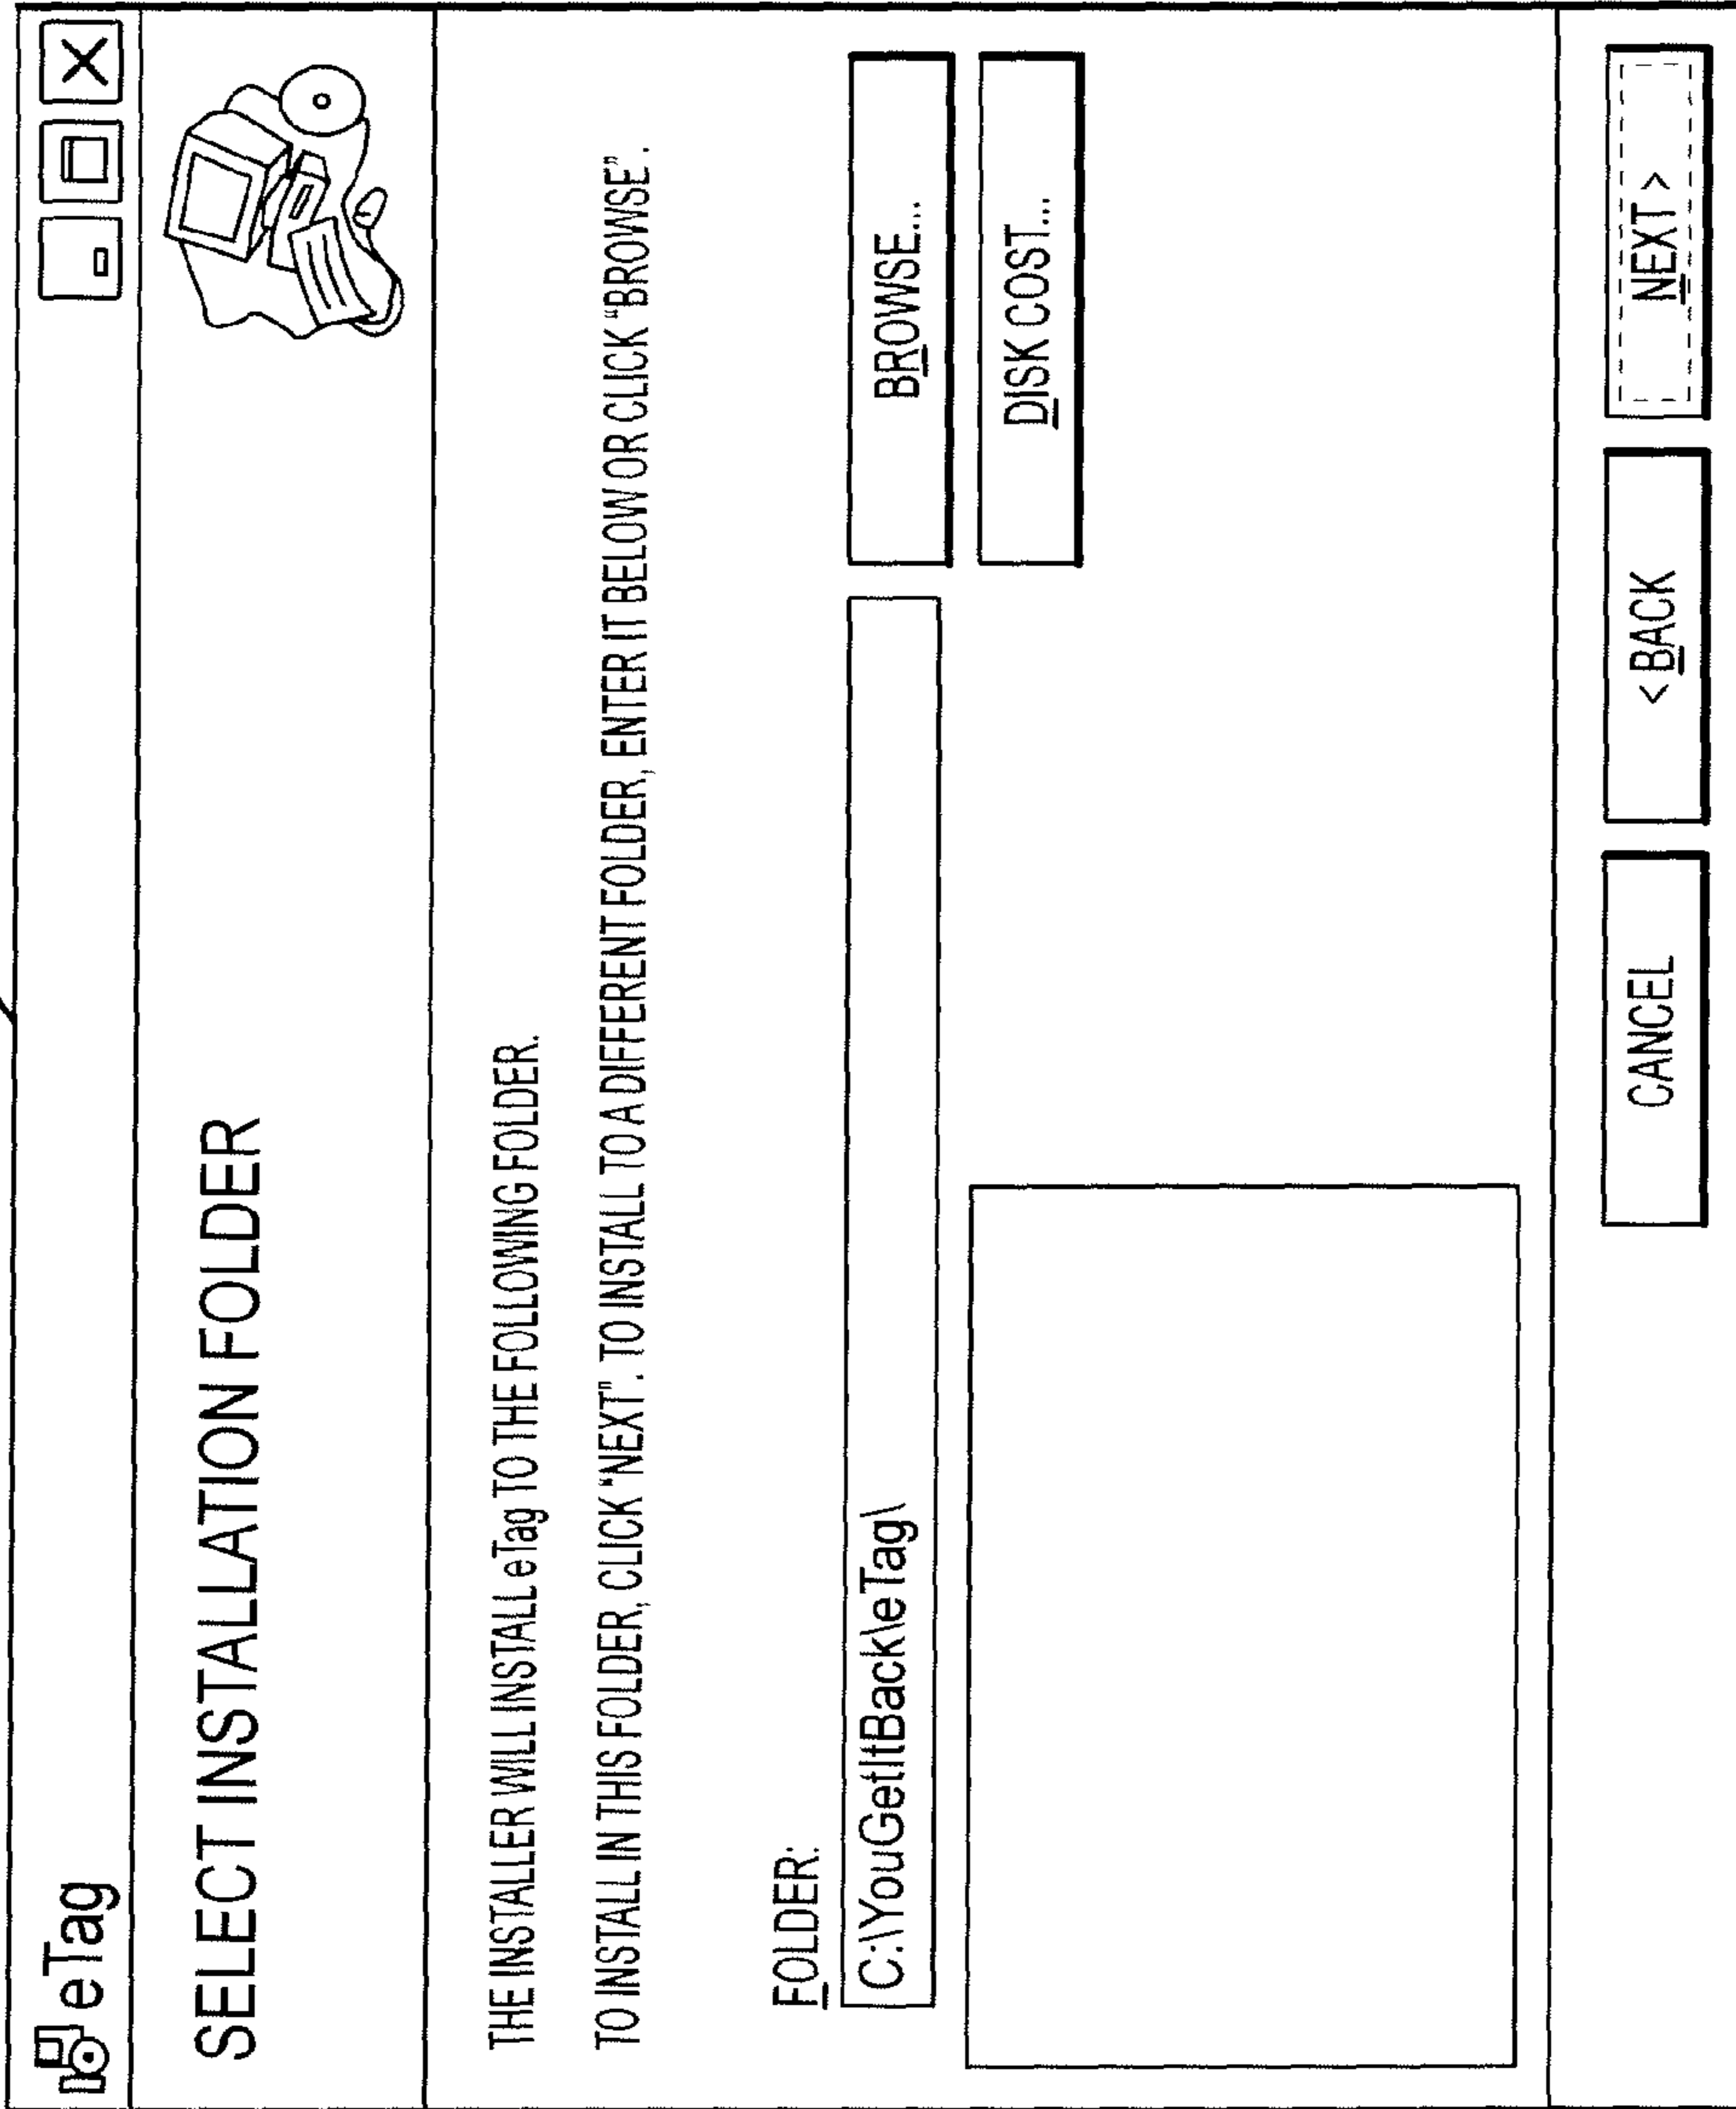 eTag
SELECT INSTALLATION FOLDER
THE INSTALLER WILL INSTALL eTag TO THE FOLLOWING FOLDER.
TO INSTALL IN THIS FOLDER, CLICK "NEXT". TO INSTALL TO A DIFFERENT FOLDER, ENTER IT BELOW OR CLICK "BROWSE".
FOLDER:
C:\YouGetItBack\eTag\
BROWSE...
DISK COST...
CANCEL
< BACK
NEXT >